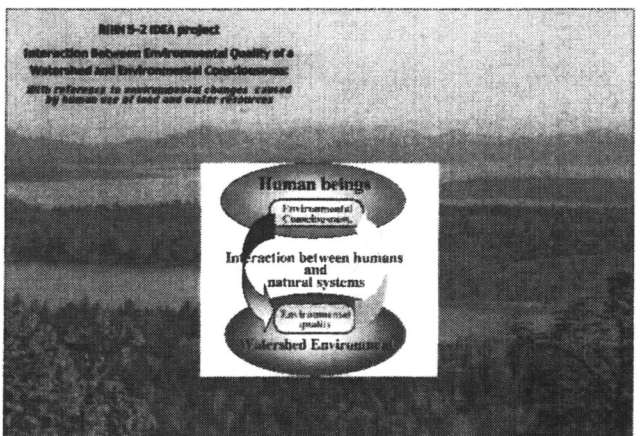 RIHN 5-2 IDEA project
Interaction Between Environmental Quality of a
Watershed and Environmental Consciousness:
With reference to environmental changes caused
by human use of land and water resources
Human beings
Environmental
Consciousness
Interaction between humans
and
natural systems
Environmental
quality
Watershed Environment